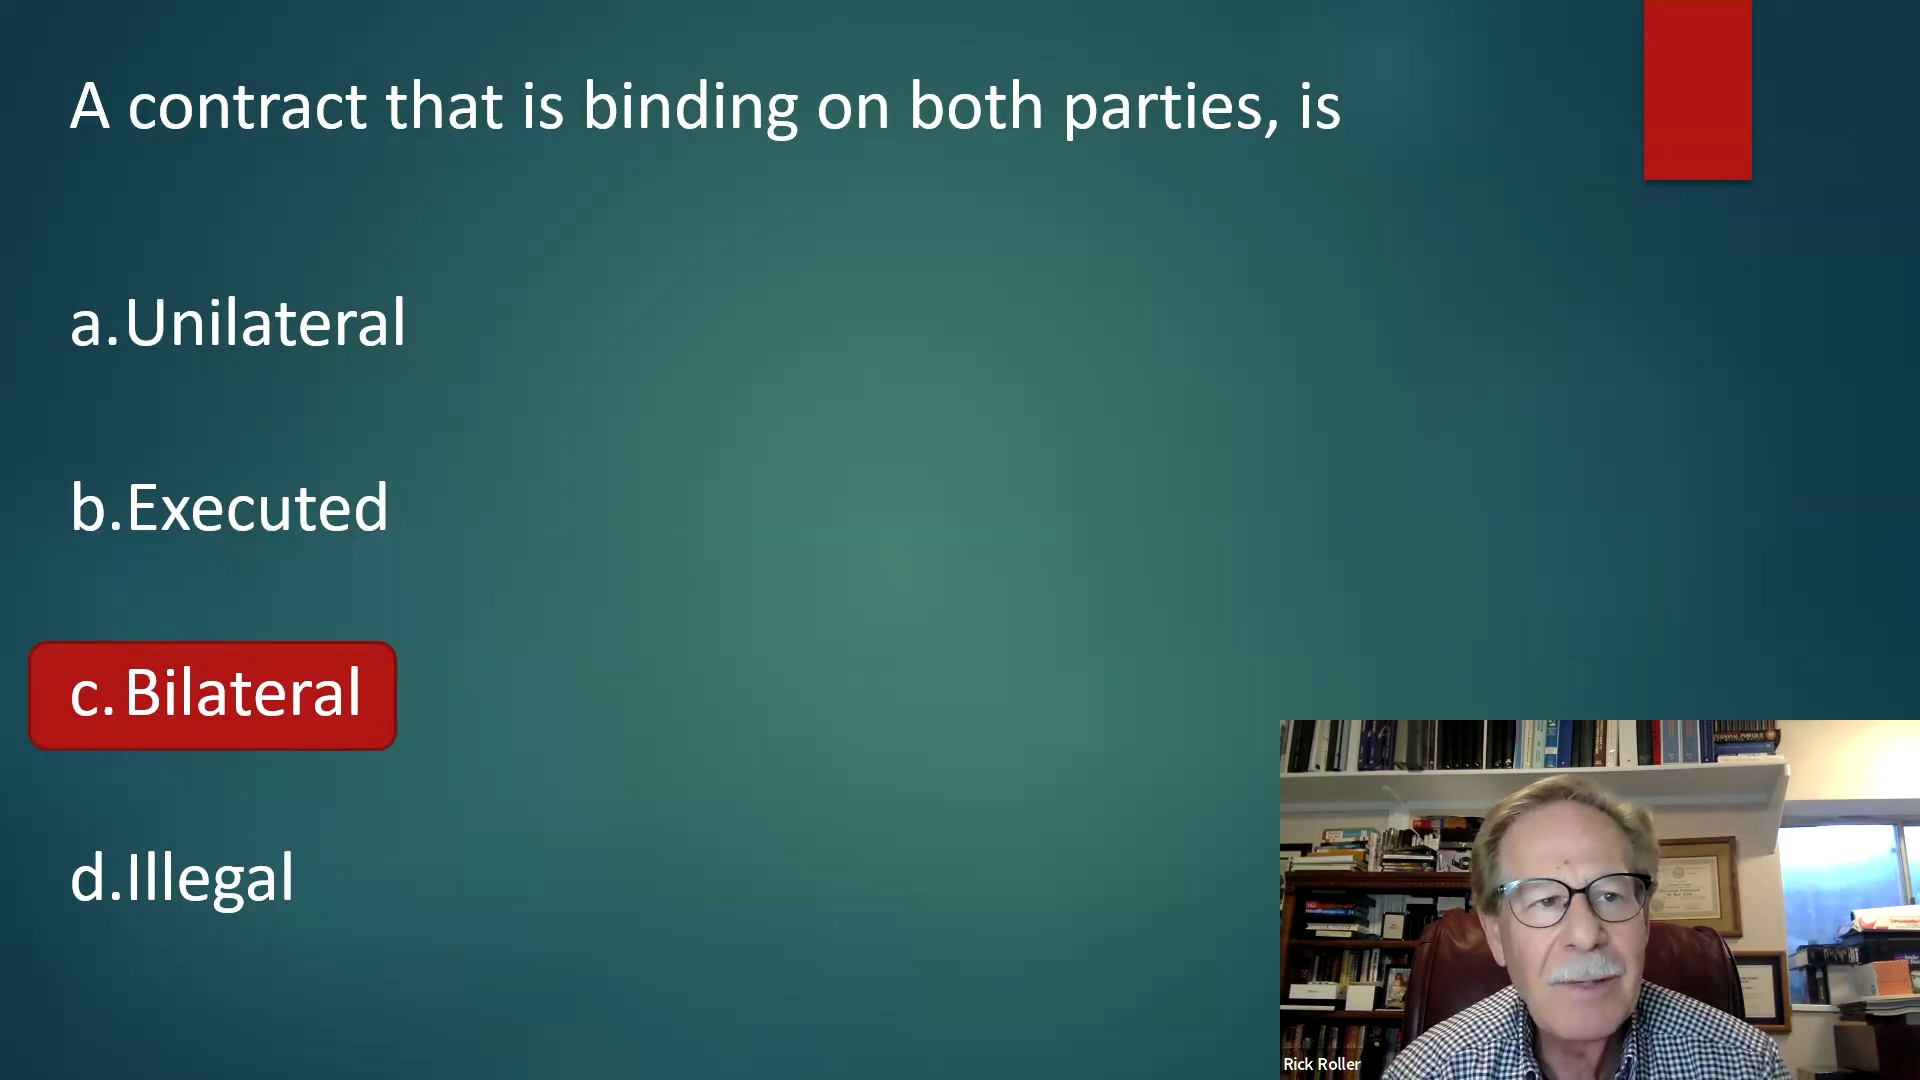 A contract that is binding on both parties, is
a. Unilateral
b. Executed
c. Bilateral
d. Illegal
Rick Roller